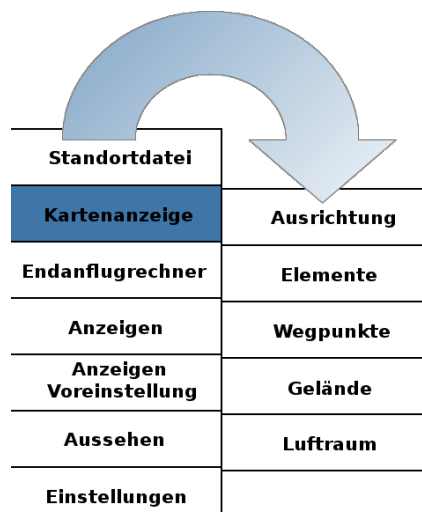 Standortdatei
Kartenanzeige
Endanflugrechner
Anzeigen
Anzeigen
Voreinstellung
Aussehen
Einstellungen
Ausrichtung
Elemente
Wegpunkte
Gelände
Luftraum